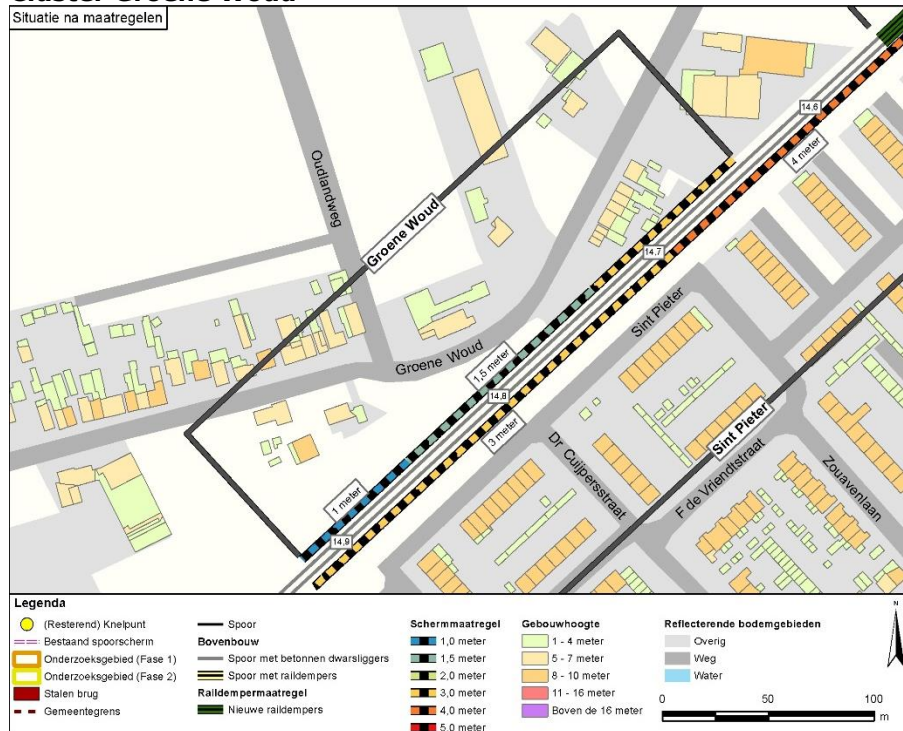 Cluster Groene Woud
Situatie na maatregelen
14,6
4 meter
Oudlandweg
Groene Woud
14,7
Sint Pieter
Groene Woud
1,5 meter
14,8
3 meter
Sint Pieter
Dr Cuijpersstraat
F de Vriendtstraat
Zouavenlaan
1 meter
14,9
Legenda
(Resterend) Knelpunt
Bestaand spoorscherm
Onderzoeksgebied (Fase 1)
Onderzoeksgebied (Fase 2)
Stalen brug
Gemeentegrens
Spoor
Bovenbouw
Spoor met betonnen dwarsliggers
Spoor met raildempers
Raildempermaatregel
Nieuwe raildempers
Schermmaatregel
1,0 meter
1,5 meter
2,0 meter
3,0 meter
4,0 meter
5,0 meter
Gebouwhoogte
1 - 4 meter
5 - 7 meter
8 - 10 meter
11 - 16 meter
Boven de 16 meter
Reflecterende bodemgebieden
Overig
Weg
Water
N
0 50 100
m